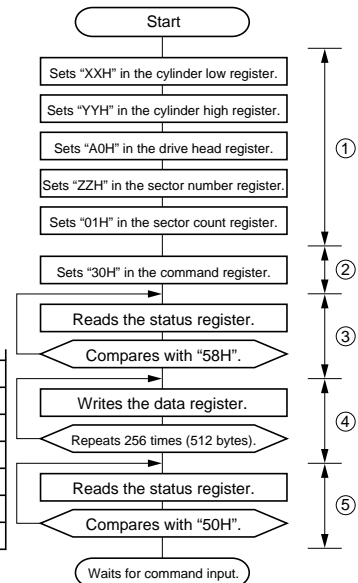 Start
Sets “XXH” in the cylinder low register.
Sets “YYH” in the cylinder high register.
Sets “A0H” in the drive head register.
①
Sets “ZZH” in the sector number register.
Sets “01H” in the sector count register.
Sets “30H” in the command register.
②
Reads the status register.
③
Compares with “58H”.
Writes the data register.
④
Repeats 256 times (512 bytes).
Reads the status register.
⑤
Compares with “50H”.
Waits for command input.